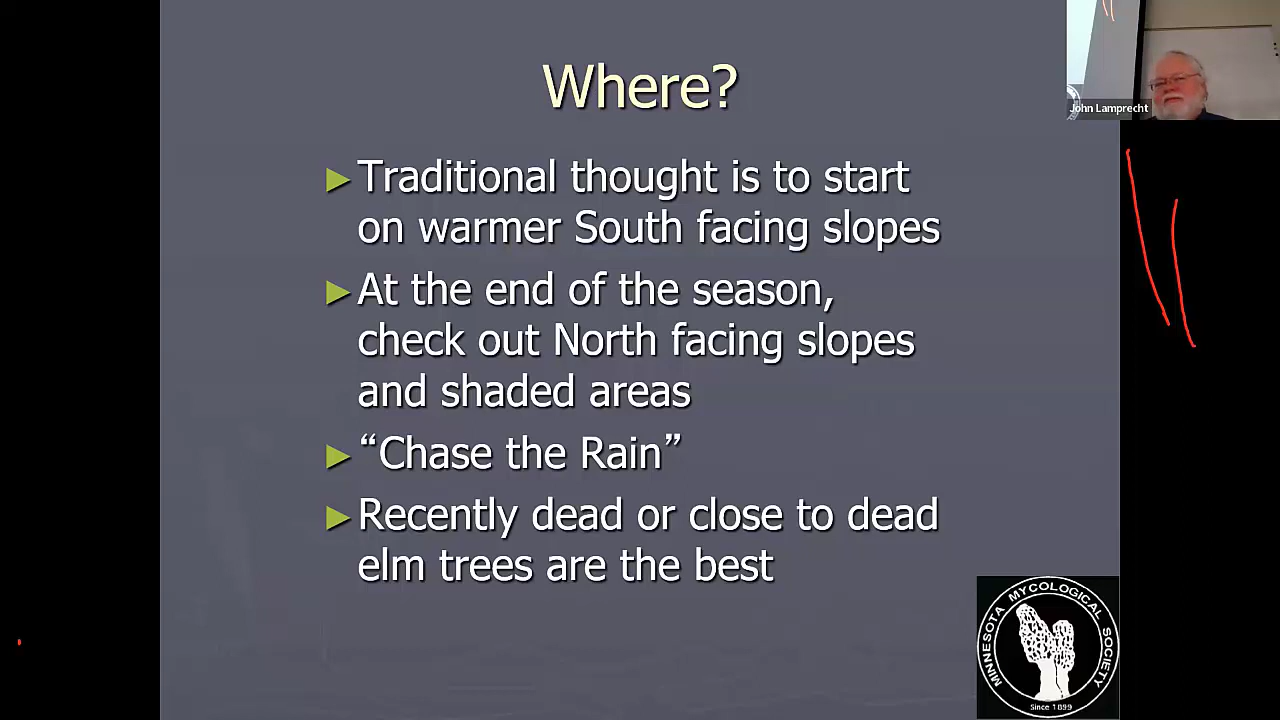 Where?
John Lamprecht
►Traditional thought is to start
on warmer South facing slopes
►At the end of the season,
check out North facing slopes
and shaded areas
►“Chase the Rain”
►Recently dead or close to dead
elm trees are the best
MINNESOTA MYCOLOGICAL SOCIETY
Since 1899